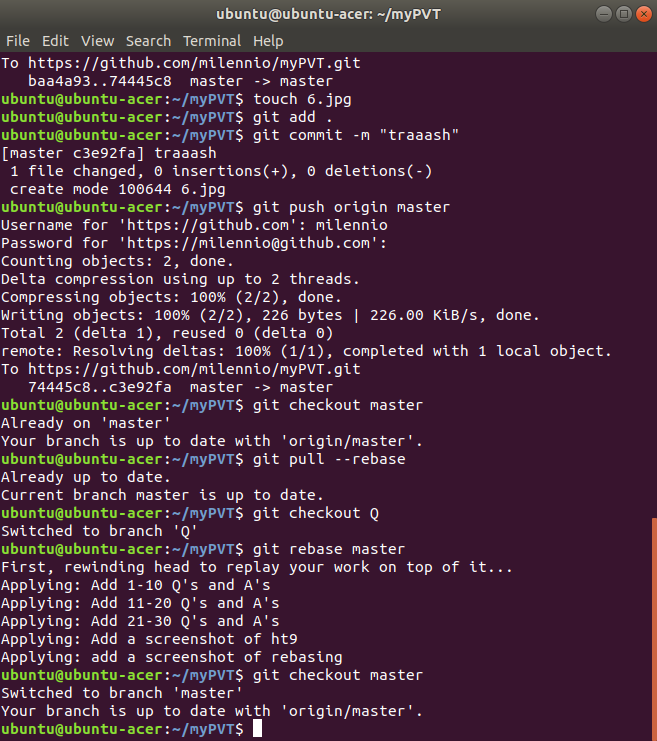 ubuntu@ubuntu-acer: ~/myPVT
File Edit View Search Terminal Help
To https://github.com/milennio/myPVT.git
   baa4a93..74445c8  master -> master
ubuntu@ubuntu-acer:~/myPVT$ touch 6.jpg
ubuntu@ubuntu-acer:~/myPVT$ git add .
ubuntu@ubuntu-acer:~/myPVT$ git commit -m "traaash"
[master c3e92fa] traaash
 1 file changed, 0 insertions(+), 0 deletions(-)
 create mode 100644 6.jpg
ubuntu@ubuntu-acer:~/myPVT$ git push origin master
Username for 'https://github.com': milennio
Password for 'https://milennio@github.com':
Counting objects: 2, done.
Delta compression using up to 2 threads.
Compressing objects: 100% (2/2), done.
Writing objects: 100% (2/2), 226 bytes | 226.00 KiB/s, done.
Total 2 (delta 1), reused 0 (delta 0)
remote: Resolving deltas: 100% (1/1), completed with 1 local object.
To https://github.com/milennio/myPVT.git
   74445c8..c3e92fa  master -> master
ubuntu@ubuntu-acer:~/myPVT$ git checkout master
Already on 'master'
Your branch is up to date with 'origin/master'.
ubuntu@ubuntu-acer:~/myPVT$ git pull --rebase
Already up to date.
Current branch master is up to date.
ubuntu@ubuntu-acer:~/myPVT$ git checkout Q
Switched to branch 'Q'
ubuntu@ubuntu-acer:~/myPVT$ git rebase master
First, rewinding head to replay your work on top of it...
Applying: Add 1-10 Q's and A's
Applying: Add 11-20 Q's and A's
Applying: Add 21-30 Q's and A's
Applying: Add a screenshot of ht9
Applying: add a screenshot of rebasing
ubuntu@ubuntu-acer:~/myPVT$ git checkout master
Switched to branch 'master'
Your branch is up to date with 'origin/master'.
ubuntu@ubuntu-acer:~/myPVT$